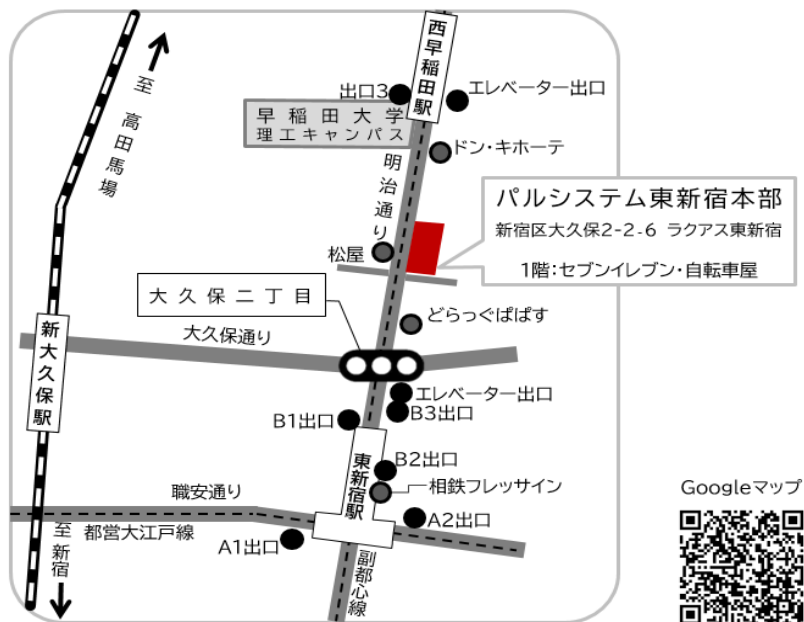 西早稲田駅
出口3
エレベーター出口
早稲田大学
理工キャンパス
至 高田馬場
ドン・キホーテ
明治通り
パルシステム東新宿本部
新宿区大久保2-2-6 ラクアス東新宿
1階:セブンイレブン・自転車屋
松屋
大久保二丁目
どらっぐぱぱす
大久保通り
新大久保駅
エレベーター出口
B3出口
B1出口
東新宿駅
B2出口
相鉄フレッサイン
職安通り
都営大江戸線
A2出口
A1出口
至新宿
副都心線
Googleマップ